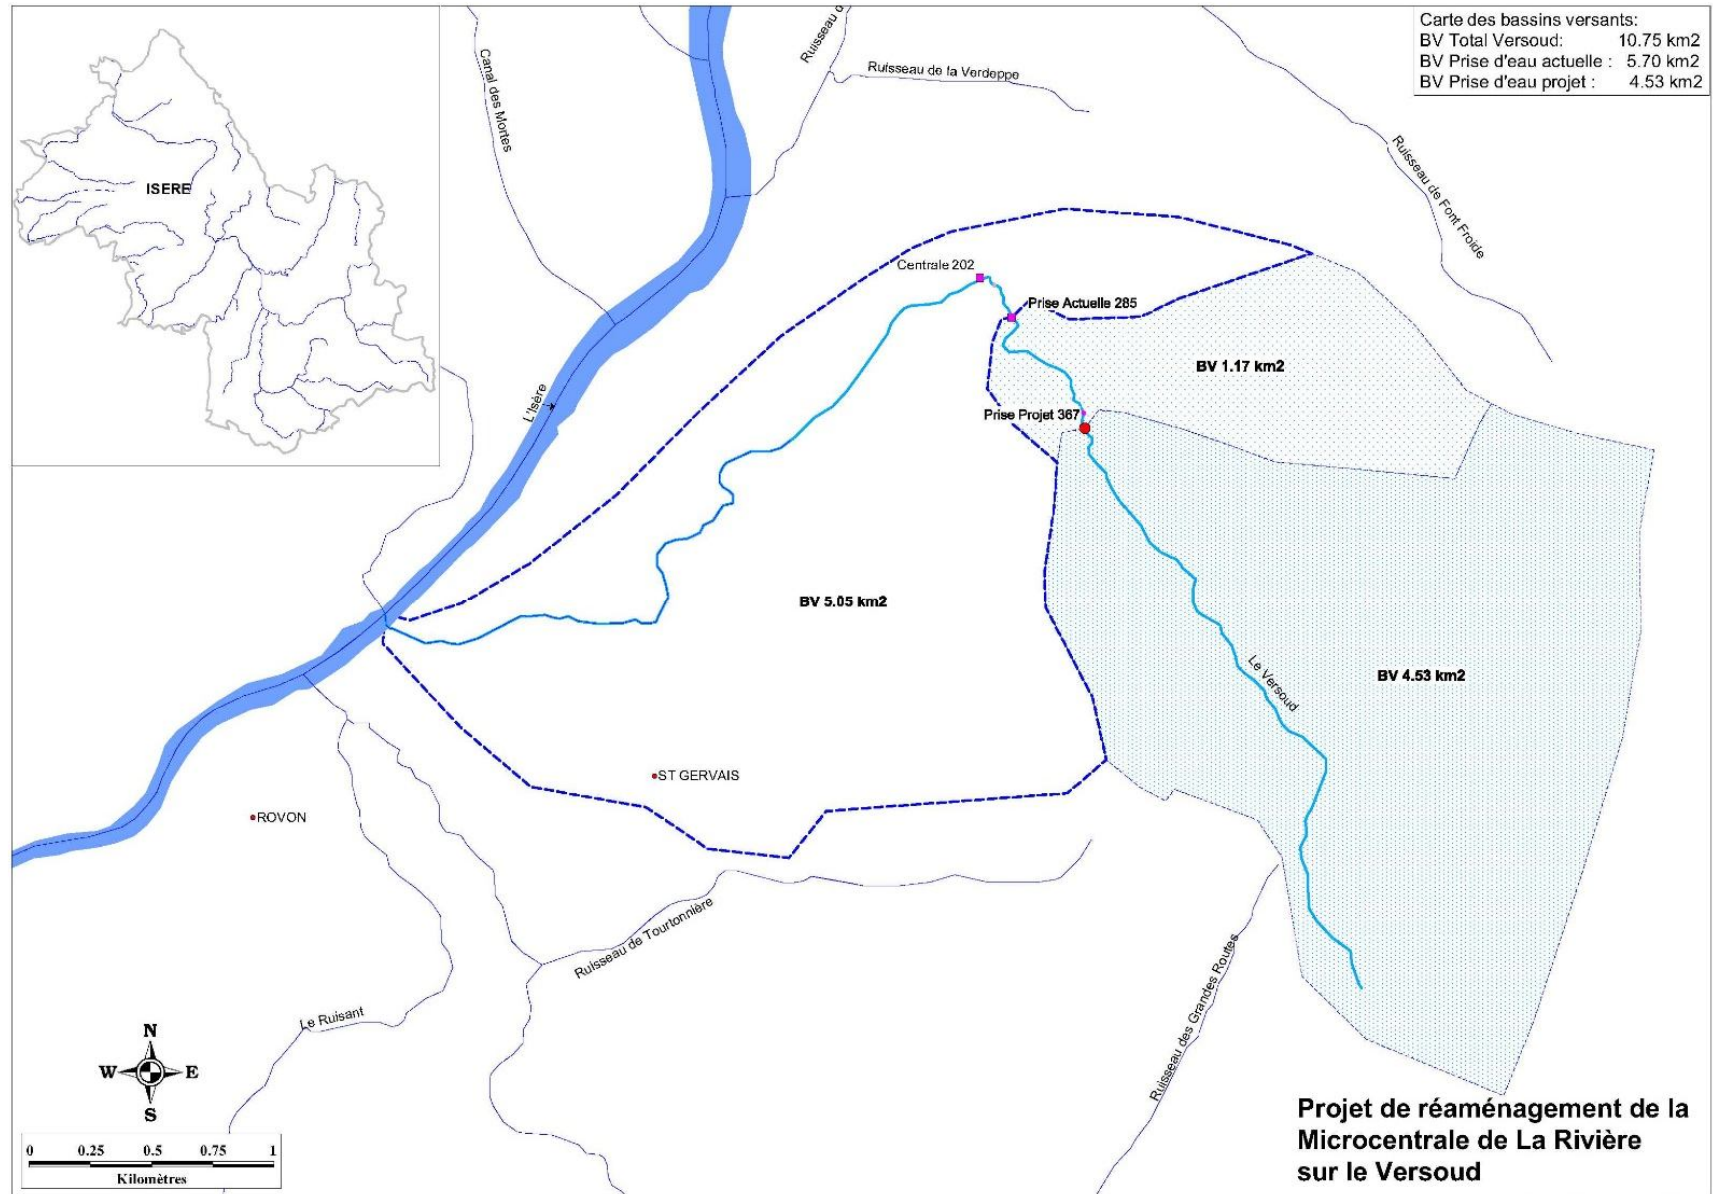 Carte des bassins versants:
BV Total Versoud: 10.75 km2
BV Prise d'eau actuelle : 5.70 km2
BV Prise d'eau projet : 4.53 km2
Ruisseau d
Canal des Mortes
Ruisseau de la Verdeppe
Ruisseau de Font Froide
ISERE
Centrale 202
Prise Actuelle 285
BV 1.17 km2
L'Isère
Prise Projet 367
BV 5.05 km2
Le Versoud
BV 4.53 km2
ST GERVAIS
ROVON
Ruisseau de Tourtonnière
Ruisseau des Grandes Routes
Le Ruisant
N
W E
S
0 0.25 0.5 0.75 1
Kilomètres
Projet de réaménagement de la
Microcentrale de La Rivière
sur le Versoud